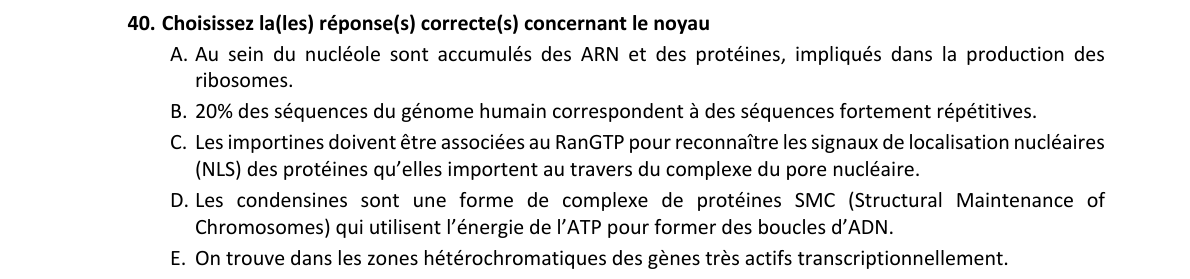 40. Choisissez la(les) réponse(s) correcte(s) concernant le noyau
A. Au sein du nucléole sont accumulés des ARN et des protéines, impliqués dans la production des
ribosomes.
B. 20% des séquences du génome humain correspondent à des séquences fortement répétitives.
C. Les importines doivent être associées au RanGTP pour reconnaître les signaux de localisation nucléaires
(NLS) des protéines qu’elles importent au travers du complexe du pore nucléaire.
D. Les condensines sont une forme de complexe de protéines SMC (Structural Maintenance of
Chromosomes) qui utilisent l’énergie de l’ATP pour former des boucles d’ADN.
E. On trouve dans les zones hétérochromatiques des gènes très actifs transcriptionnellement.